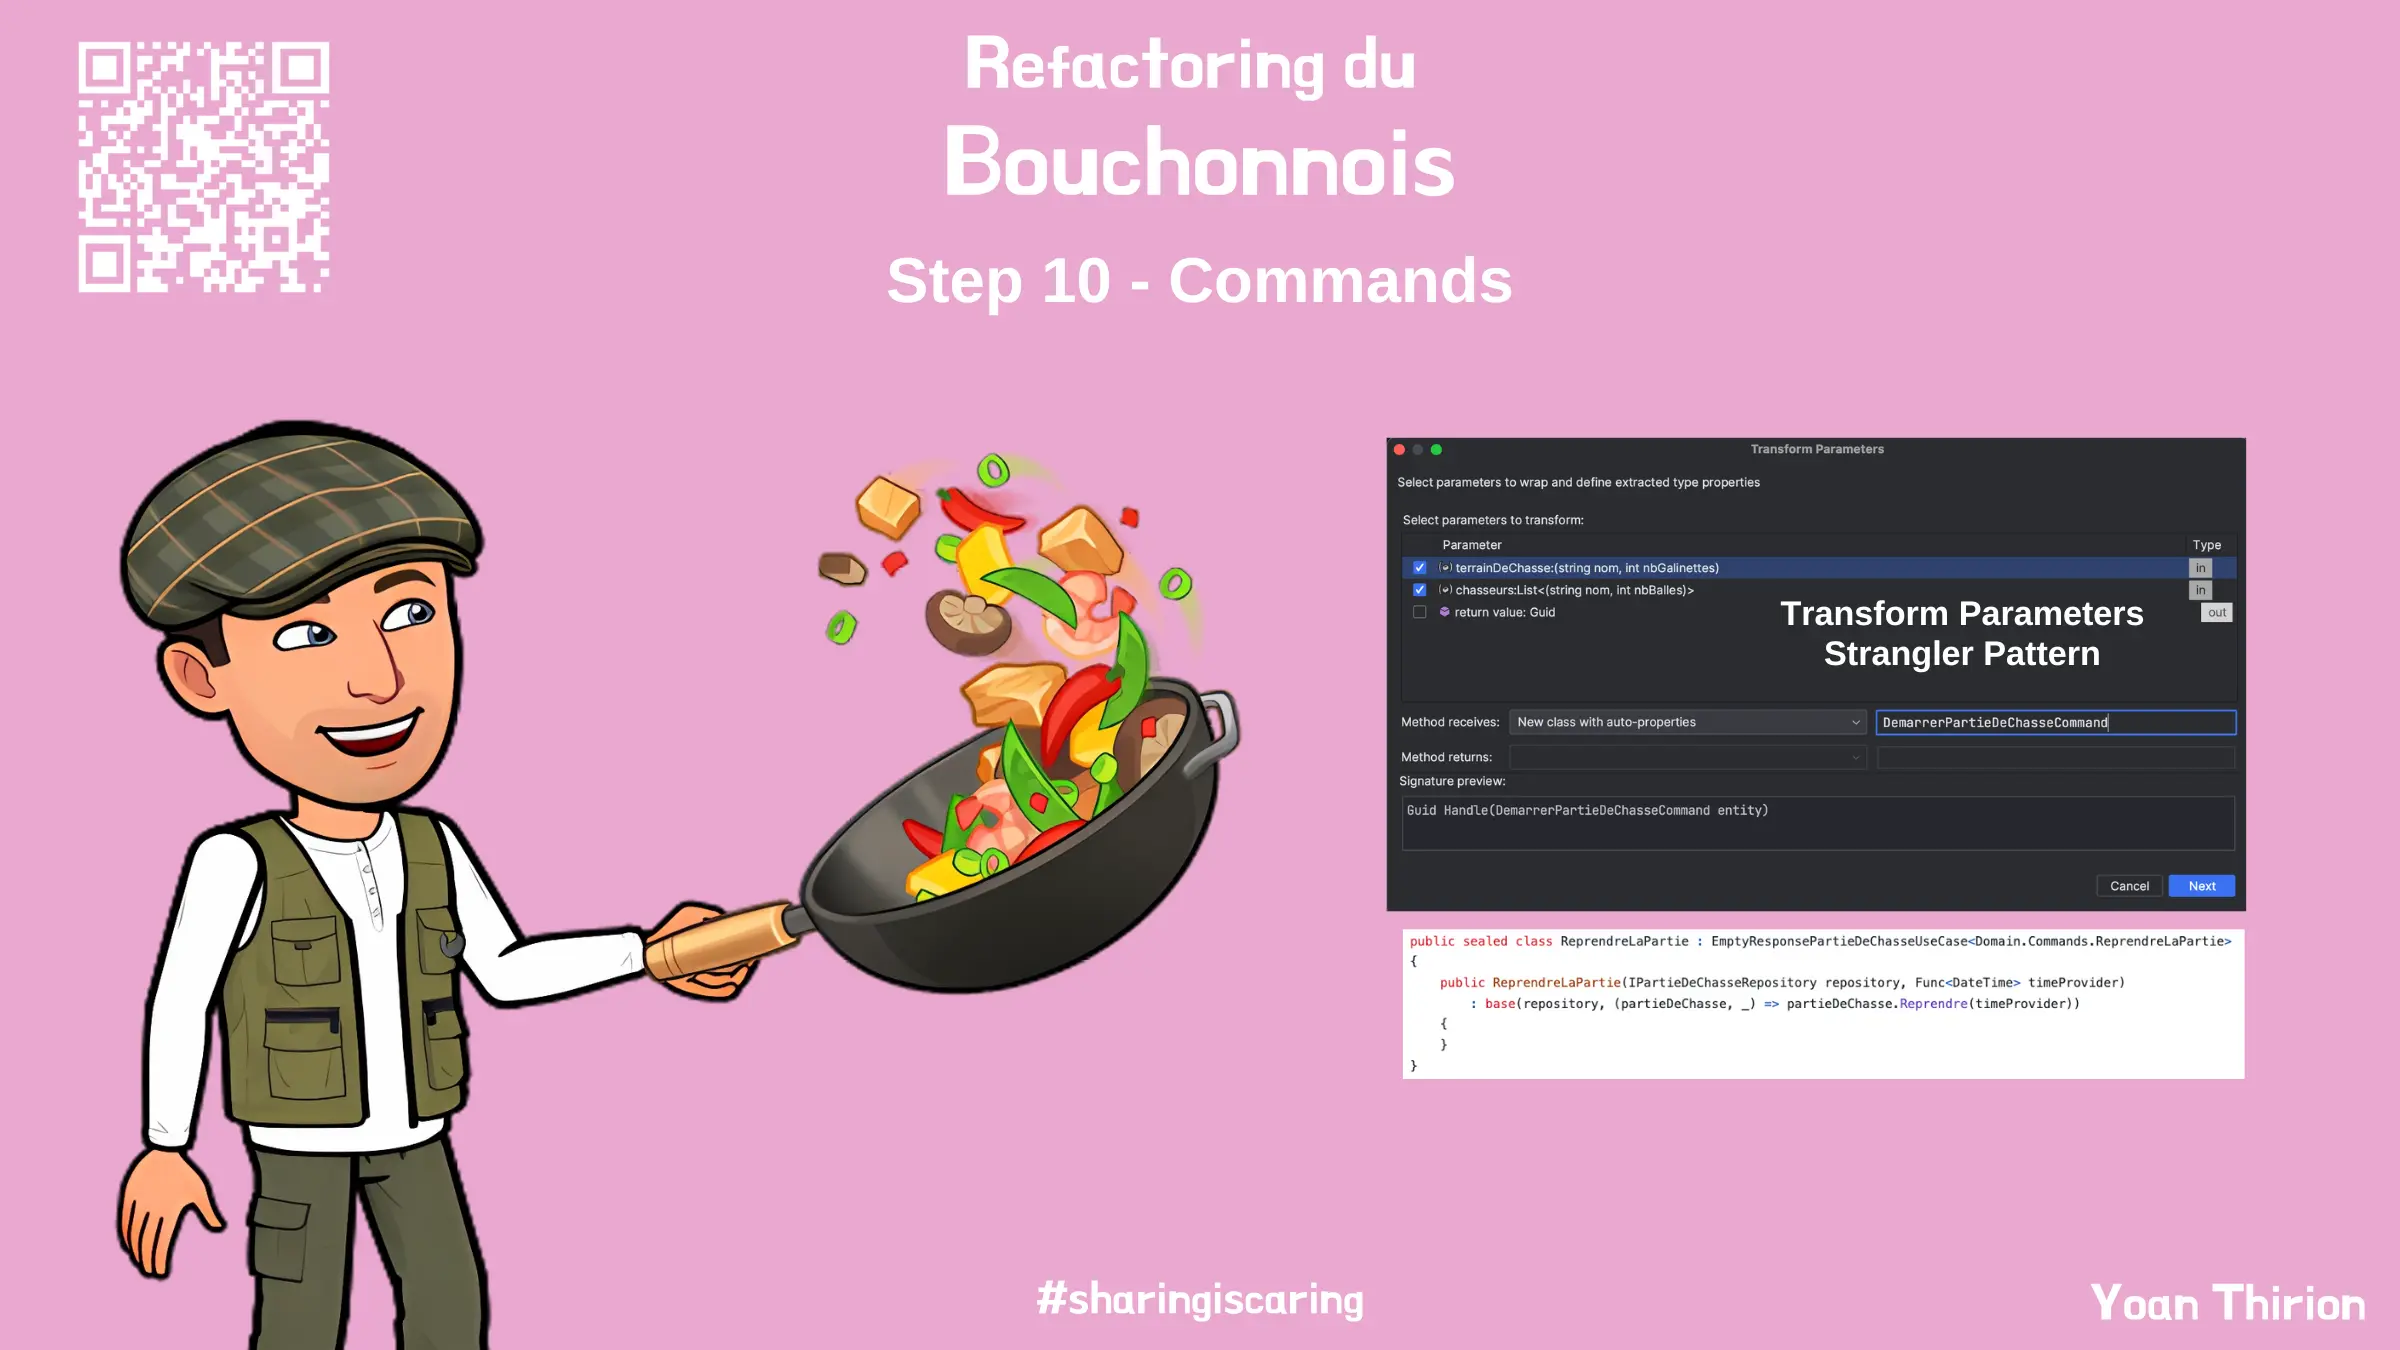 Refactoring du
Bouchonnois
Step 10 - Commands
Transform Parameters
Select parameters to wrap and define extracted type properties
Select parameters to transform:
Parameter Type
terrainDeChasse:(string nom, int nbGalinettes) in
chasseurs:List<(string nom, int nbBalles)> in
return value: Guid out
Transform Parameters
Strangler Pattern
Method receives: New class with auto-properties DemarrerPartieDeChasseCommand
Method returns:
Signature preview:
Guid Handle(DemarrerPartieDeChasseCommand entity)
Cancel Next
public sealed class ReprendreLaPartie : EmptyResponsePartieDeChasseUseCase<Domain.Commands.ReprendreLaPartie>
{
public ReprendreLaPartie(IPartieDeChasseRepository repository, Func<DateTime> timeProvider)
: base(repository, (partieDeChasse, _) => partieDeChasse.Reprendre(timeProvider))
{
}
}
#sharingiscaring
Yoan Thirion